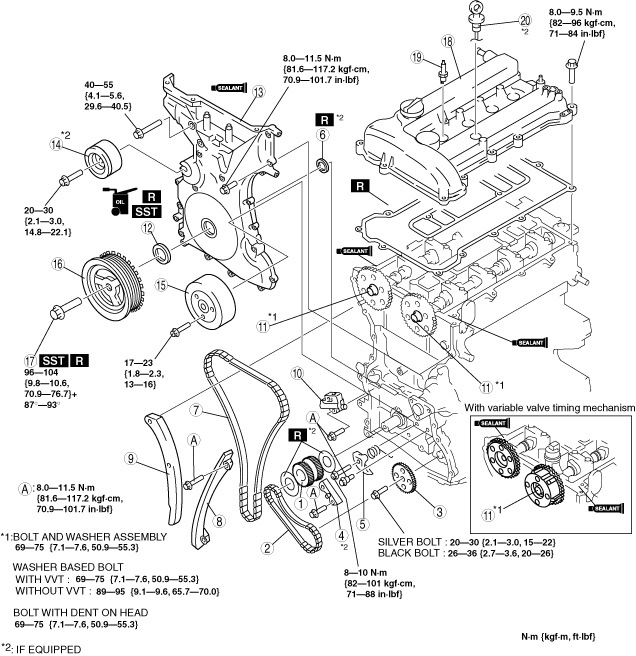 8.0—9.5 N·m
{82—96 kgf·cm,
71—84 in·lbf}
20
*2
18
19
8.0—11.5 N·m
{81.6—117.2 kgf·cm,
70.9—101.7 in·lbf}
SEALANT
13
40—55
{4.1—5.6,
29.6—40.5}
*2
14
R *2
6
20—30
{2.1—3.0,
14.8—22.1}
OIL
R
SST
R
12
16
15
SEALANT
*1
11
SEALANT
11 *1
17 SST R
96—104
{9.8—10.6,
70.9—76.7}+
87°—93°
17—23
{1.8—2.3,
13—16}
10
7
A
A
R *2
9
A
A : 8.0—11.5 N·m
{81.6—117.2 kgf·cm,
70.9—101.7 in·lbf}
8
1
A
2
4
*2
5
3
With variable valve timing mechanism
SEALANT
11 *1
SEALANT
SILVER BOLT : 20—30 {2.1—3.0, 15—22}
BLACK BOLT : 26—36 {2.7—3.6, 20—26}
8—10 N·m
{82—101 kgf·cm,
71—88 in·lbf}
*1:BOLT AND WASHER ASSEMBLY
69—75 {7.1—7.6, 50.9—55.3}
WASHER BASED BOLT
WITH VVT : 69—75 {7.1—7.6, 50.9—55.3}
WITHOUT VVT : 89—95 {9.1—9.6, 65.7—70.0}
BOLT WITH DENT ON HEAD
69—75 {7.1—7.6, 50.9—55.3}
*2: IF EQUIPPED
N·m {kgf·m, ft·lbf}